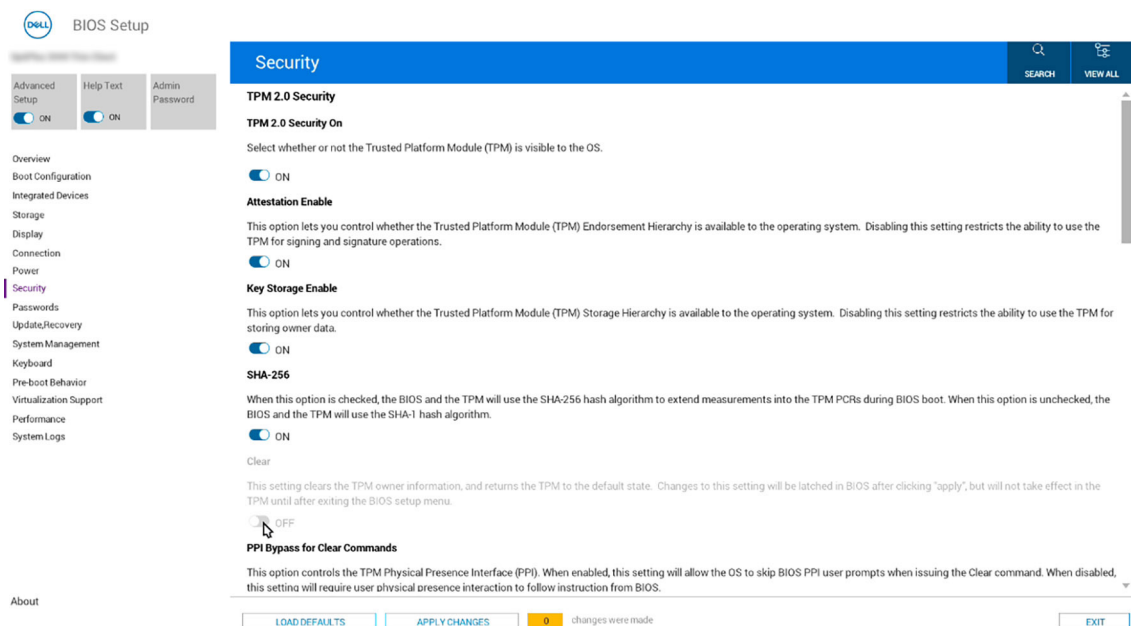 DELL
BIOS Setup
Advanced
Setup
ON
Help Text
ON
Admin
Password
Overview
Boot Configuration
Integrated Devices
Storage
Display
Connection
Power
Security
Passwords
Update,Recovery
System Management
Keyboard
Pre-boot Behavior
Virtualization Support
Performance
System Logs
About
Security
SEARCH
VIEW ALL
TPM 2.0 Security
TPM 2.0 Security On
Select whether or not the Trusted Platform Module (TPM) is visible to the OS.
ON
Attestation Enable
This option lets you control whether the Trusted Platform Module (TPM) Endorsement Hierarchy is available to the operating system. Disabling this setting restricts the ability to use the
TPM for signing and signature operations.
ON
Key Storage Enable
This option lets you control whether the Trusted Platform Module (TPM) Storage Hierarchy is available to the operating system. Disabling this setting restricts the ability to use the TPM for
storing owner data.
ON
SHA-256
When this option is checked, the BIOS and the TPM will use the SHA-256 hash algorithm to extend measurements into the TPM PCRs during BIOS boot. When this option is unchecked, the
BIOS and the TPM will use the SHA-1 hash algorithm.
ON
Clear
This setting clears the TPM owner information, and returns the TPM to the default state. Changes to this setting will be latched in BIOS after clicking "apply", but will not take effect in the
TPM until after exiting the BIOS setup menu.
OFF
PPI Bypass for Clear Commands
This option controls the TPM Physical Presence Interface (PPI). When enabled, this setting will allow the OS to skip BIOS PPI user prompts when issuing the Clear command. When disabled,
this setting will require user physical presence interaction to follow instruction from BIOS.
LOAD DEFAULTS
APPLY CHANGES
0
changes were made
EXIT